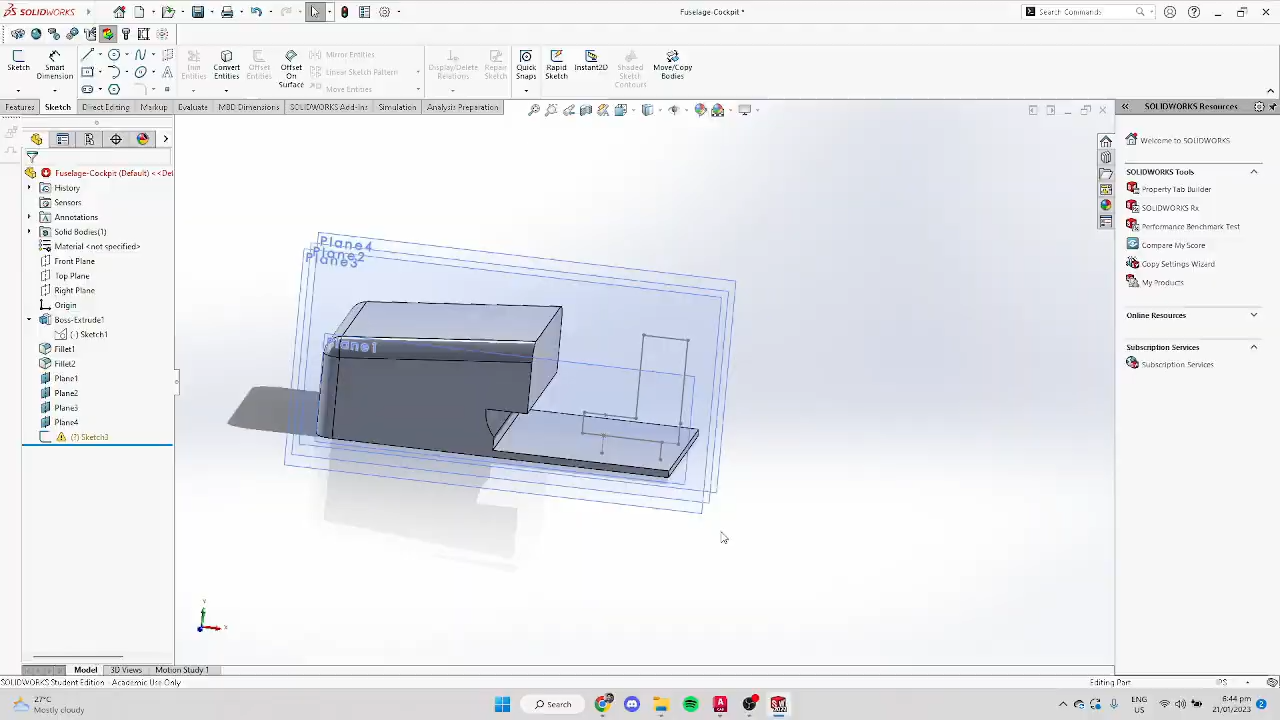 SOLIDWORKS
Fuselage-Cockpit *
Search Commands
Sketch
Smart Dimension
Trim Entities
Convert Entities
Offset Entities
Offset On Surface
Mirror Entities
Linear Sketch Pattern
Move Entities
Display/Delete Relations
Repair Sketch
Quick Snaps
Rapid Sketch
Instant2D
Shaded Sketch Contours
Move/Copy Bodies
Features
Sketch
Direct Editing
Markup
Evaluate
MBD Dimensions
SOLIDWORKS Add-Ins
Simulation
Analysis Preparation
SOLIDWORKS Resources
Welcome to SOLIDWORKS
SOLIDWORKS Tools
Property Tab Builder
SOLIDWORKS Rx
Performance Benchmark Test
Compare My Score
Copy Settings Wizard
My Products
Online Resources
Subscription Services
Subscription Services
Fuselage-Cockpit (Default) <<De
History
Sensors
Annotations
Solid Bodies(1)
Material <not specified>
Front Plane
Top Plane
Right Plane
Origin
Boss-Extrude1
(-) Sketch1
Fillet1
Fillet2
Plane1
Plane2
Plane3
Plane4
(?) Sketch3
Plane4
Plane2
Plane3
Plane1
Y
X
Model
3D Views
Motion Study 1
SOLIDWORKS Student Edition - Academic Use Only
Editing Part
27°C
Mostly cloudy
Search
ENG
US
6:44 pm
21/01/2023